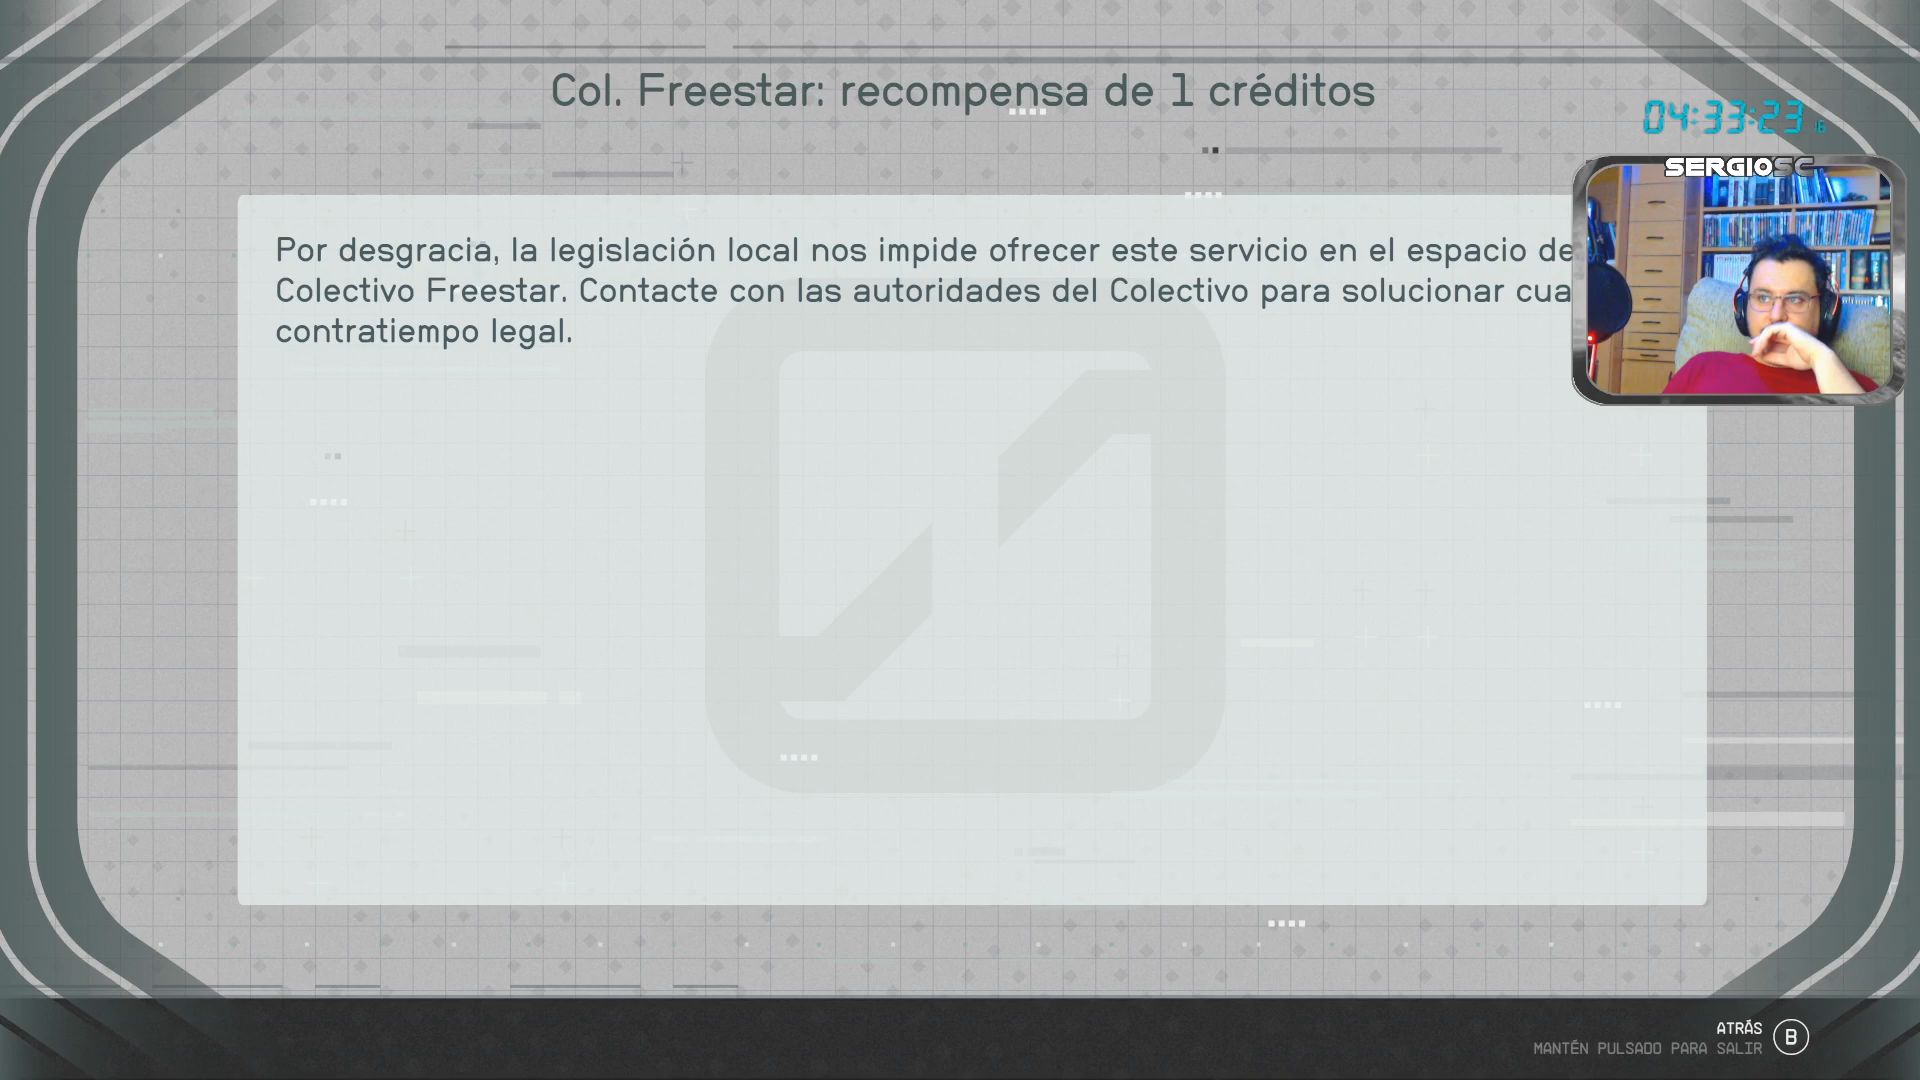 Col. Freestar: recompensa de 1 créditos
04:33:23
SERGIOSC
Por desgracia, la legislación local nos impide ofrecer este servicio en el espacio de
Colectivo Freestar. Contacte con las autoridades del Colectivo para solucionar
contratiempo legal.
ATRÁS
B
MANTÉN PULSADO PARA SALIR